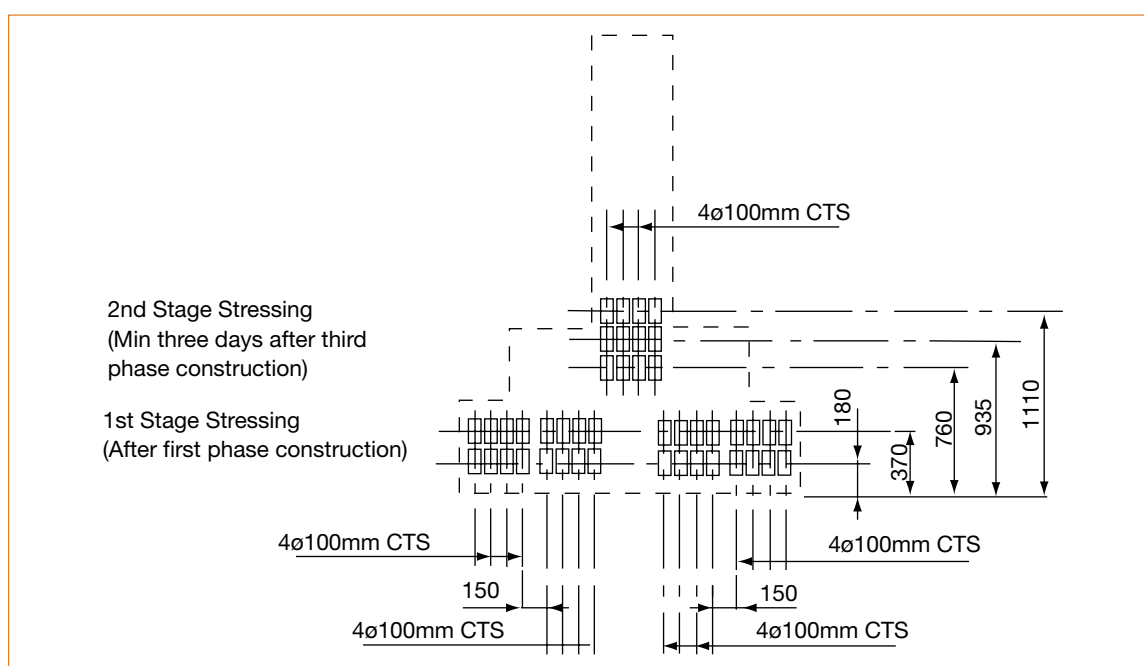 4ø100mm CTS
2nd Stage Stressing
(Min three days after third
phase construction)
1st Stage Stressing
(After first phase construction)
180
370
760
935
1110
4ø100mm CTS
4ø100mm CTS
150
150
4ø100mm CTS
4ø100mm CTS